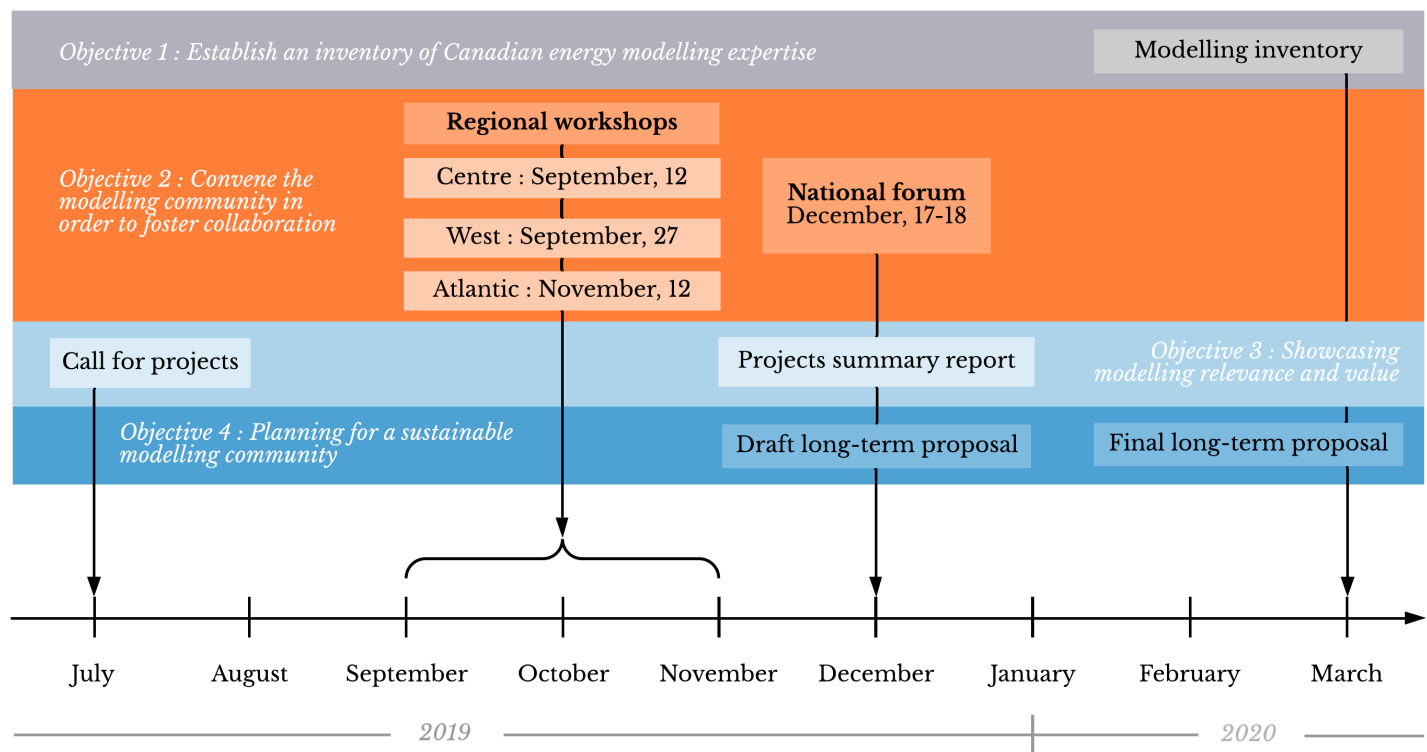 Objective 1 : Establish an inventory of Canadian energy modelling expertise
Modelling inventory
Regional workshops
Centre : September, 12
West : September, 27
Atlantic : November, 12
Objective 2 : Convene the
modelling community in
order to foster collaboration
National forum
December, 17-18
Call for projects
Projects summary report
Objective 3 : Showcasing
modelling relevance and value
Objective 4 : Planning for a sustainable
modelling community
Draft long-term proposal
Final long-term proposal
July
August
September
October
November
December
January
February
March
2019
2020